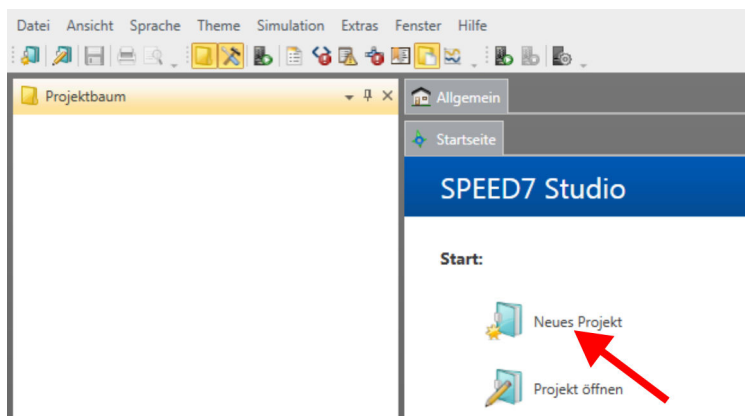 Datei Ansicht Sprache Theme Simulation Extras Fenster Hilfe
Projektbaum
Allgemein
Startseite
SPEED7 Studio
Start:
Neues Projekt
Projekt öffnen